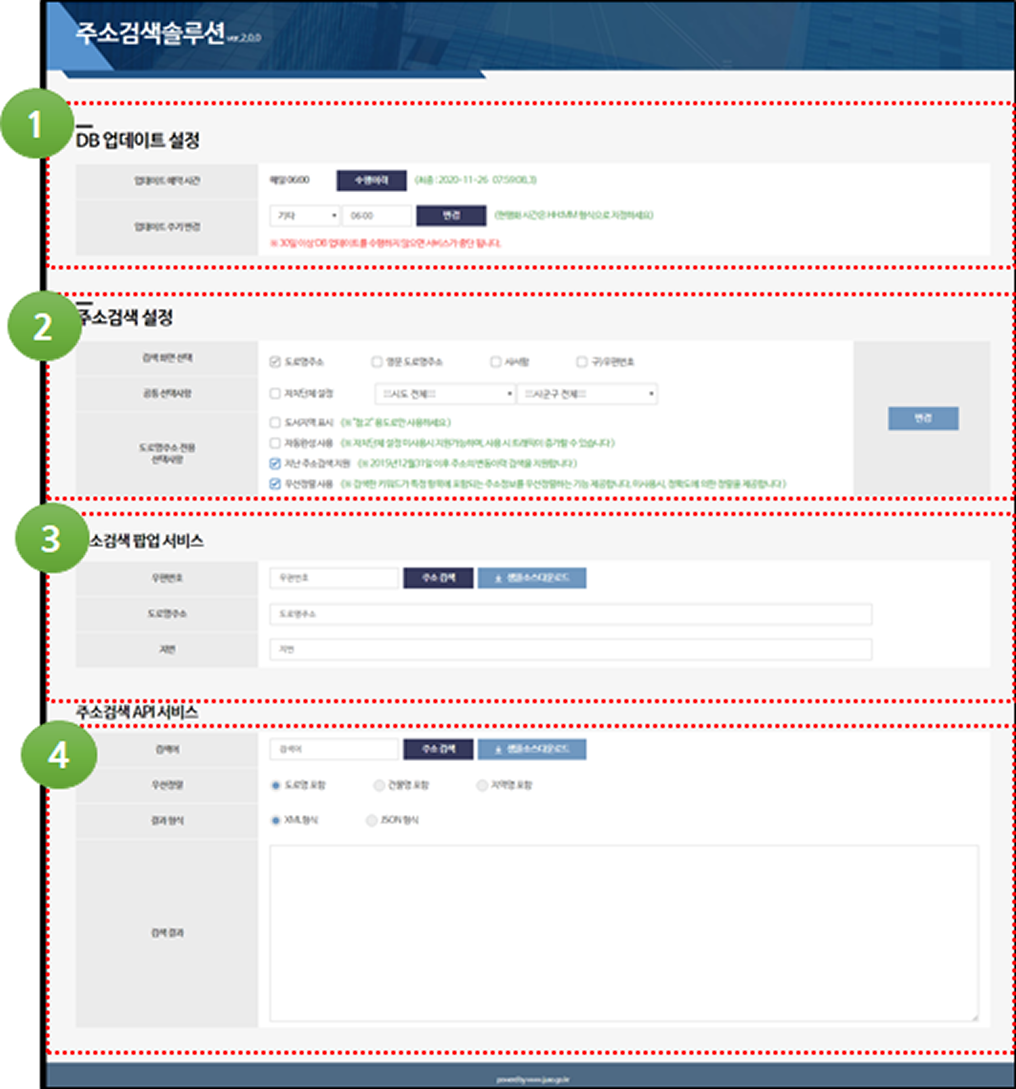 주소검색솔루션 ver.2.0.0
1
DB 업데이트 설정
업데이트 예약 시간
매일 06:00
수행이력
(최종 : 2020-11-26 07:59:08.3)
업데이트 주기 변경
기타
06:00
변경
(현행화 시간은 HH:MM 형식으로 지정하세요)
※ 30일 이상 DB 업데이트를 수행하지 않으면 서비스가 중단 됩니다.
2
주소검색 설정
검색 화면 선택
도로명주소
영문 도로명주소
사서함
구)우편번호
공통 선택사항
자치단체 설정
:::시도 전체:::
:::시군구 전체:::
변경
도로명주소 전용
선택사항
도서지역 표시 (※ "참고" 용도로만 사용하세요)
자동완성 사용 (※ 자치단체 설정 미사용시 지원가능하며, 사용 시 트래픽이 증가할 수 있습니다)
지난 주소검색 지원 (※ 2015년12월31일 이후 주소의 변동이력 검색을 지원합니다)
우선정렬 사용 (※ 검색한 키워드가 특정 항목에 포함되는 주소정보를 우선정렬하는 기능 제공합니다. 미사용시, 정확도에 의한 정렬을 제공합니다)
3
주소검색 팝업 서비스
우편번호
우편번호
주소 검색
샘플소스다운로드
도로명주소
도로명주소
지번
지번
주소검색 API 서비스
4
검색어
검색어
주소 검색
샘플소스다운로드
우선정렬
도로명 포함
건물명 포함
지역명 포함
결과 형식
XML형식
JSON 형식
검색 결과
powered by www.juso.go.kr